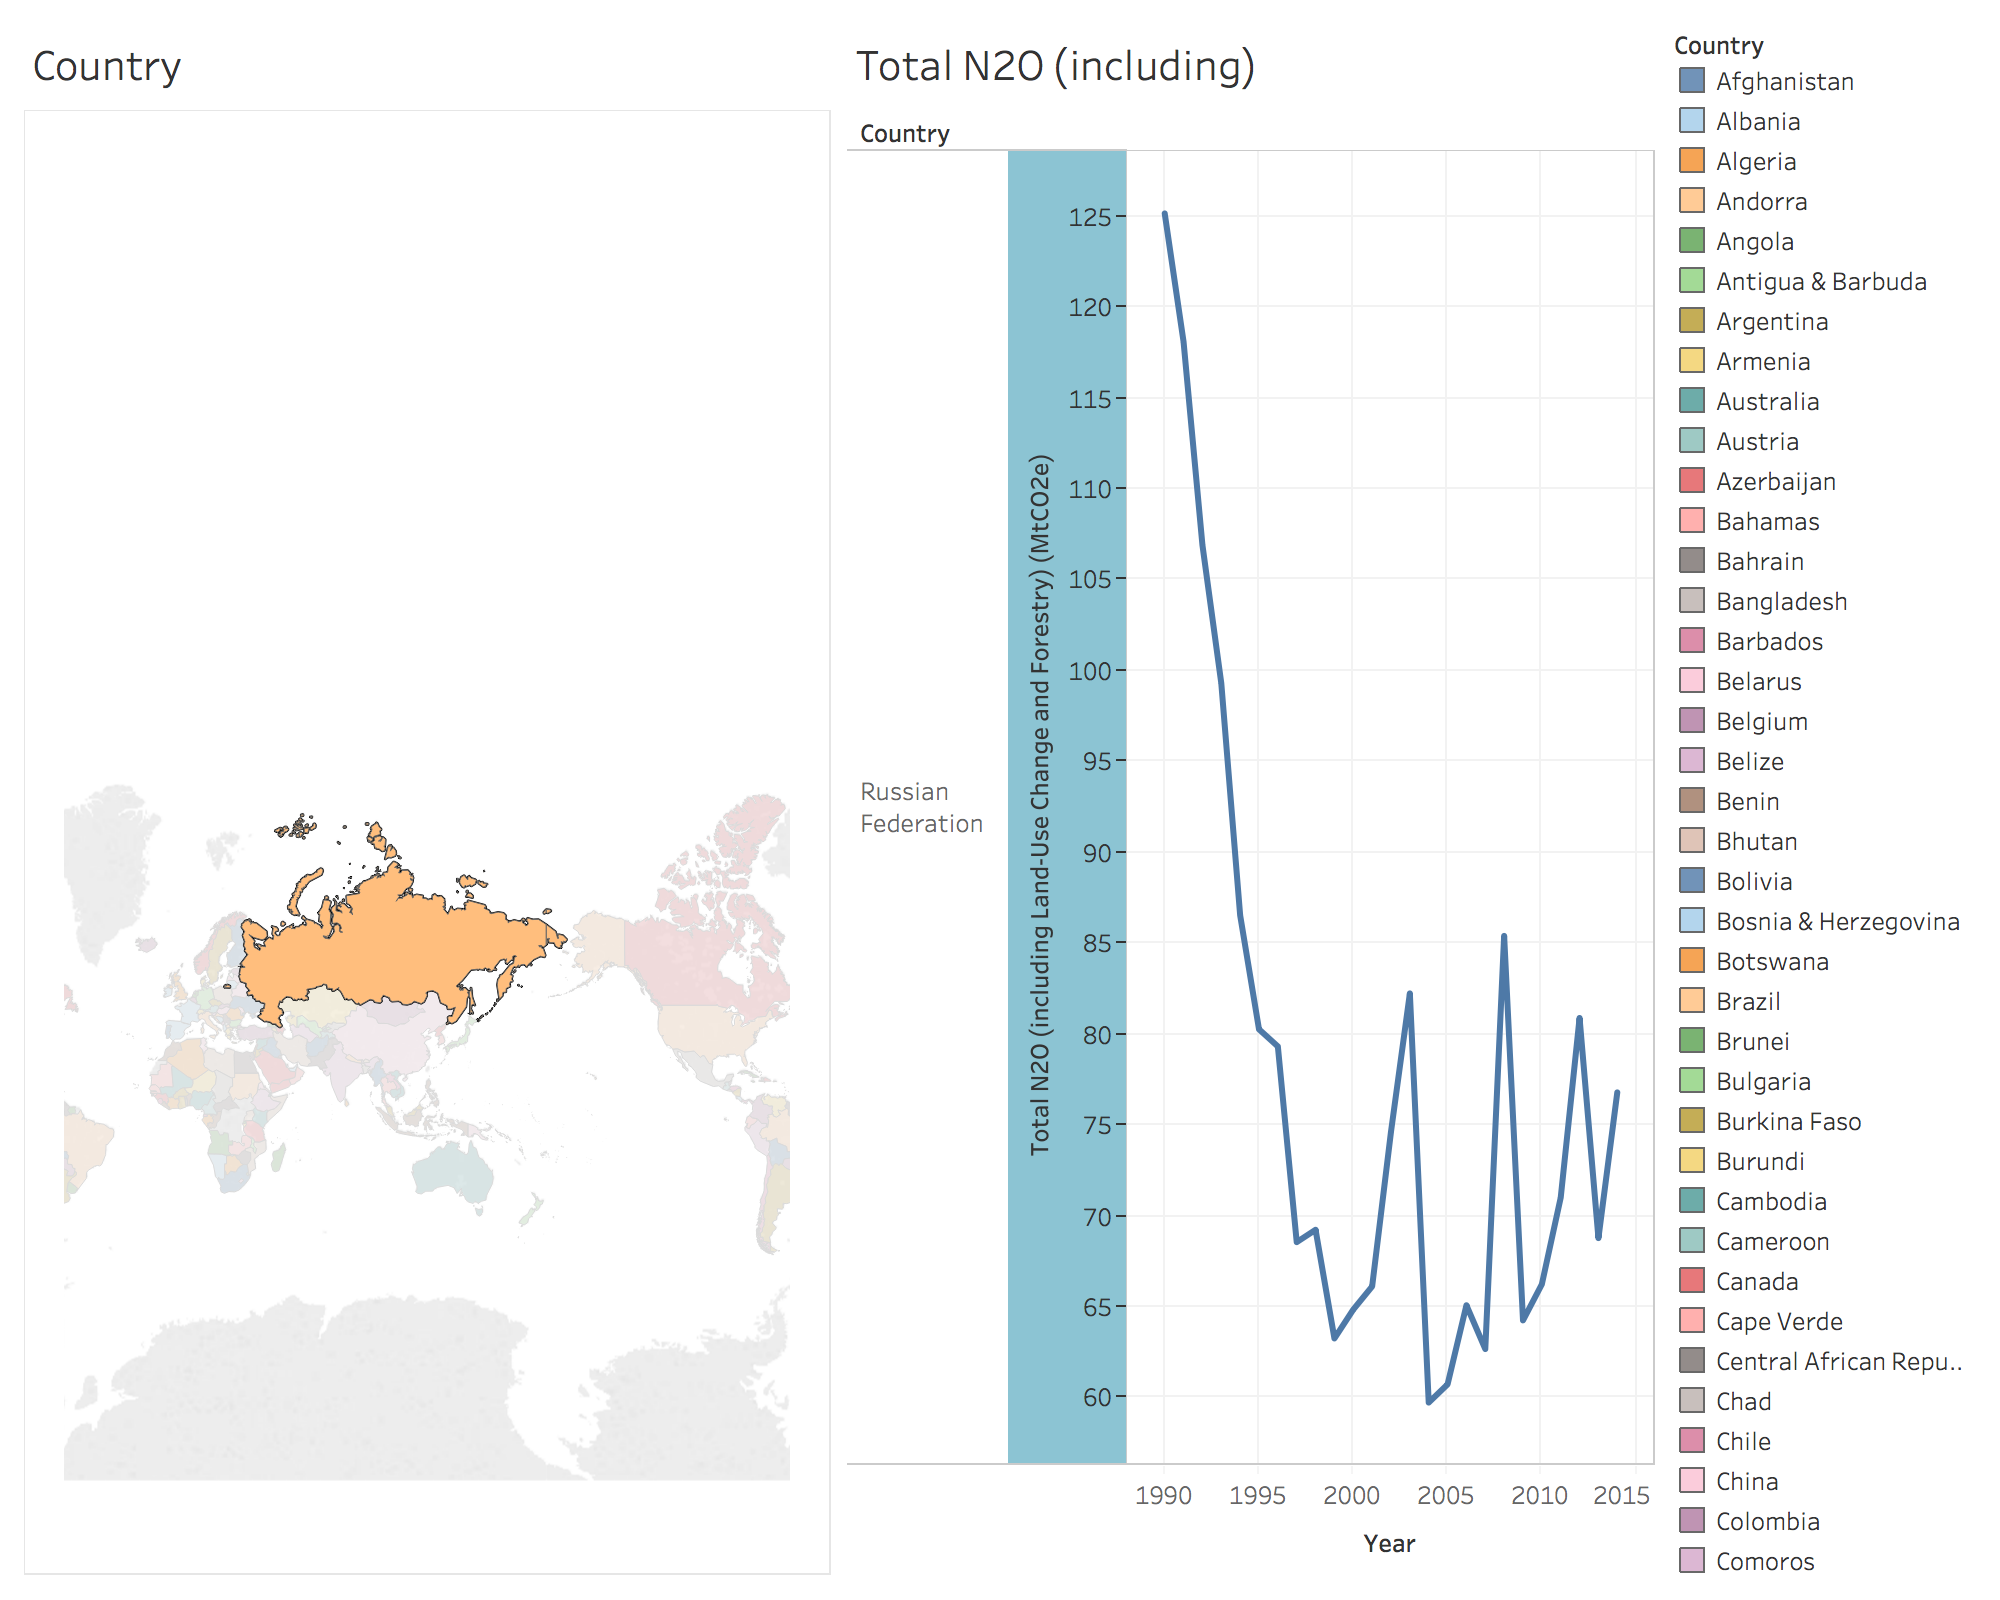 Country
Total N2O (including)
Country
Russian
Federation
Total N2O (including Land-Use Change and Forestry) (MtCO2e)
125
120
115
110
105
100
95
90
85
80
75
70
65
60
1990
1995
2000
2005
2010
2015
Year
Country
Afghanistan
Albania
Algeria
Andorra
Angola
Antigua & Barbuda
Argentina
Armenia
Australia
Austria
Azerbaijan
Bahamas
Bahrain
Bangladesh
Barbados
Belarus
Belgium
Belize
Benin
Bhutan
Bolivia
Bosnia & Herzegovina
Botswana
Brazil
Brunei
Bulgaria
Burkina Faso
Burundi
Cambodia
Cameroon
Canada
Cape Verde
Central African Repu..
Chad
Chile
China
Colombia
Comoros